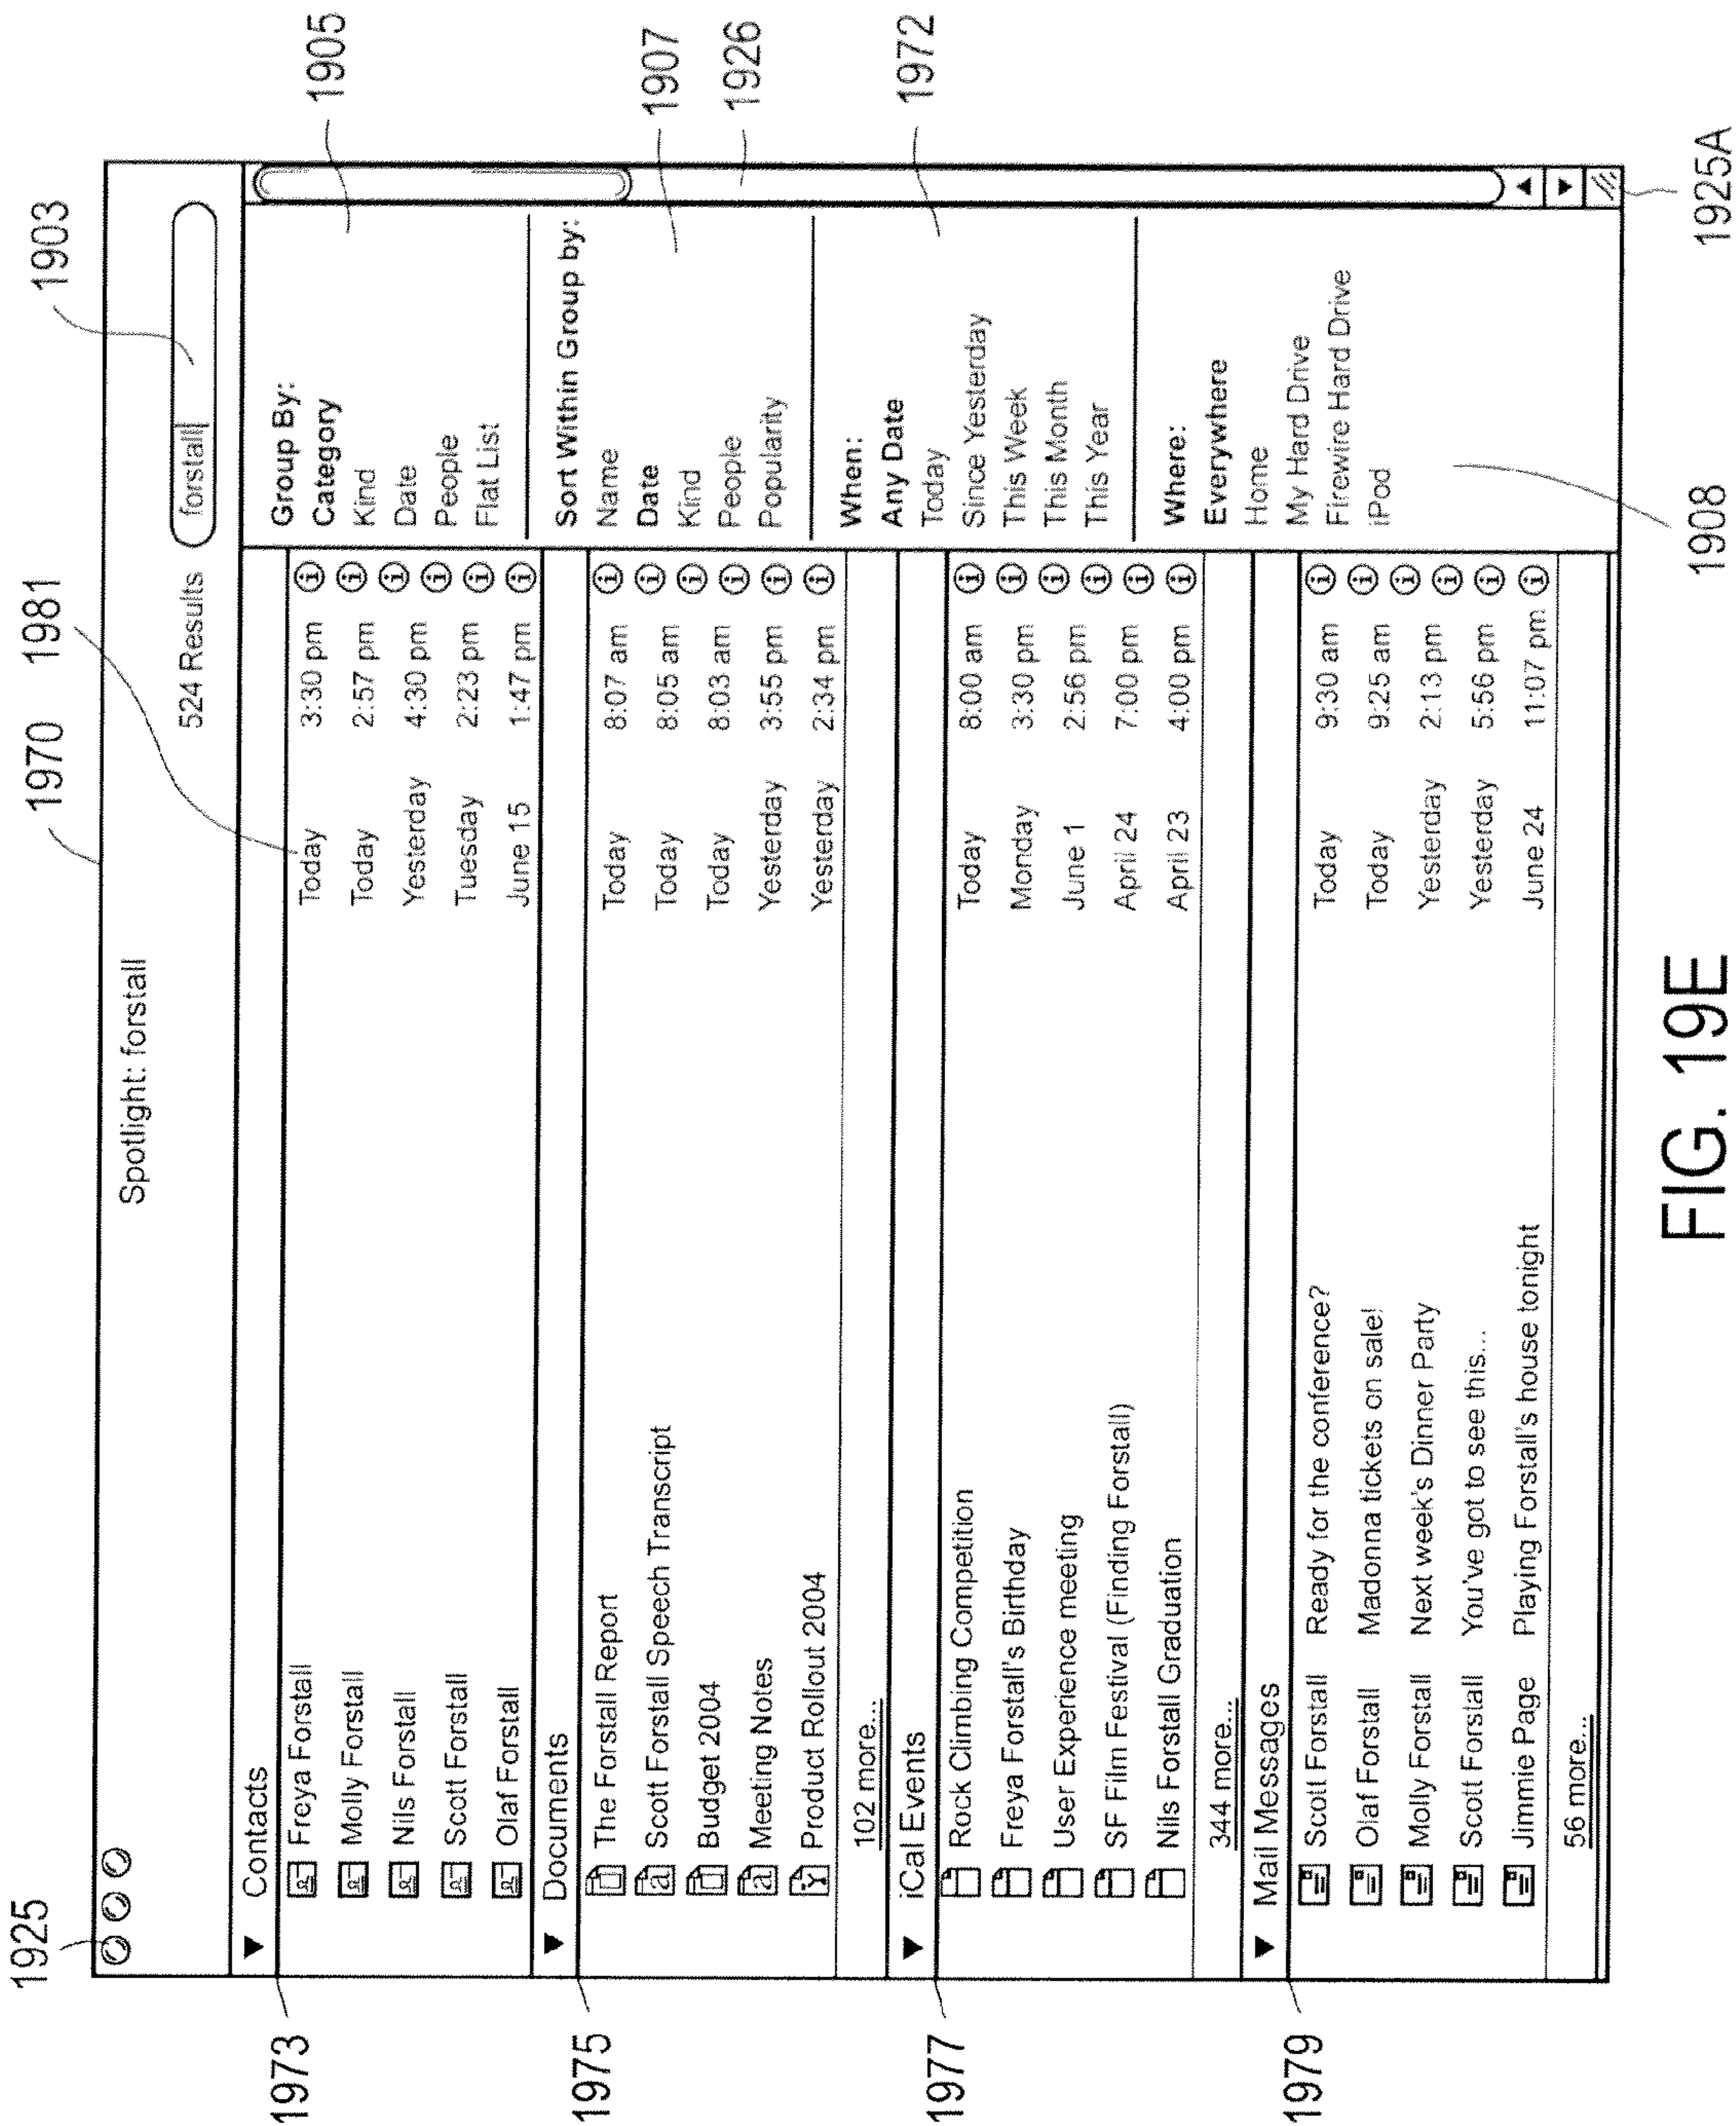 1925
1970
1981
1903
Spotlight: forstall
524 Results forstall
1905
1907
1926
1972
1973
Contacts
Freya Forstall Today 3:30 pm
Molly Forstall Today 2:57 pm
Nils Forstall Yesterday 4:30 pm
Scott Forstall Tuesday 2:23 pm
Olaf Forstall June 15 1:47 pm
1975
Documents
The Forstall Report Today 8:07 am
Scott Forstall Speech Transcript Today 8:05 am
Budget 2004 Today 8:03 am
Meeting Notes Yesterday 3:55 pm
Product Rollout 2004 Yesterday 2:34 pm
102 more...
1977
iCal Events
Rock Climbing Competition Today 8:00 am
Freya Forstall's Birthday Monday 3:30 pm
User Experience meeting June 1 2:56 pm
SF Film Festival (Finding Forstall) April 24 7:00 pm
Nils Forstall Graduation April 23 4:00 pm
344 more...
1979
Mail Messages
Scott Forstall Ready for the conference? Today 9:30 am
Olaf Forstall Madonna tickets on sale! Today 9:25 am
Molly Forstall Next week's Dinner Party Yesterday 2:13 pm
Scott Forstall You've got to see this... Yesterday 5:56 pm
Jimmie Page Playing Forstall's house tonight June 24 11:07 pm
56 more...
Group By:
Category
Kind
Date
People
Flat List
Sort Within Group by:
Name
Date
Kind
People
Popularity
When:
Any Date
Today
Since Yesterday
This Week
This Month
This Year
Where:
Everywhere
Home
My Hard Drive
Firewire Hard Drive
iPod
1908
1925A
FIG. 19E